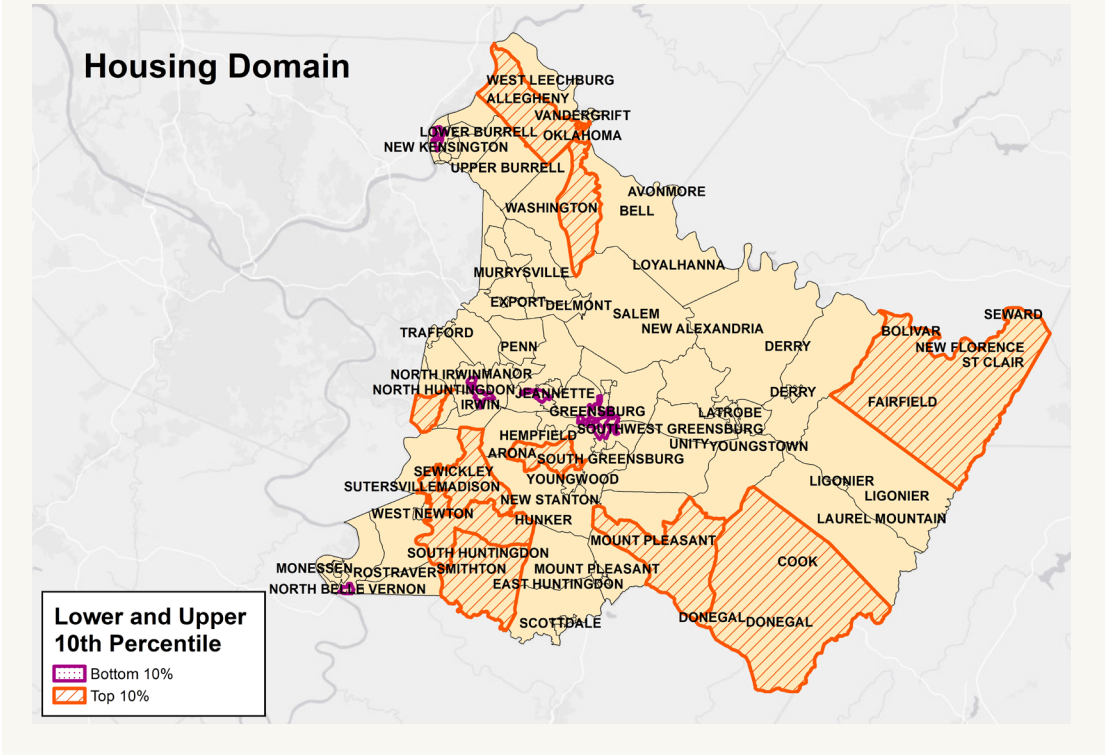 Housing Domain
WEST LEECHBURG
ALLEGHENY
VANDERGRIFT
LOWER BURRELL
OKLAHOMA
NEW KENSINGTON
UPPER BURRELL
AVONMORE
WASHINGTON
BELL
LOYALHANNA
MURRYSVILLE
EXPORT
DELMONT
SALEM
SEWARD
TRAFFORD
NEW ALEXANDRIA
BOLIVAR
PENN
DERRY
NEW FLORENCE
ST CLAIR
NORTH IRWIN
MANOR
NORTH HUNTINGDON
JEANNETTE
DERRY
IRWIN
FAIRFIELD
GREENSBURG
LATROBE
SOUTHWEST GREENSBURG
HEMPFIELD
UNITY
YOUNGSTOWN
ARONA
SOUTH GREENSBURG
SEWICKLEY
YOUNGWOOD
LIGONIER
SUTERSVILLE
MADISON
LIGONIER
NEW STANTON
WEST NEWTON
HUNKER
LAUREL MOUNTAIN
MOUNT PLEASANT
SOUTH HUNTINGDON
COOK
MONESSEN
ROSTRAVER
SMITHTON
MOUNT PLEASANT
EAST HUNTINGDON
NORTH BELLE VERNON
SCOTTDALE
DONEGAL
DONEGAL
Lower and Upper
10th Percentile
Bottom 10%
Top 10%